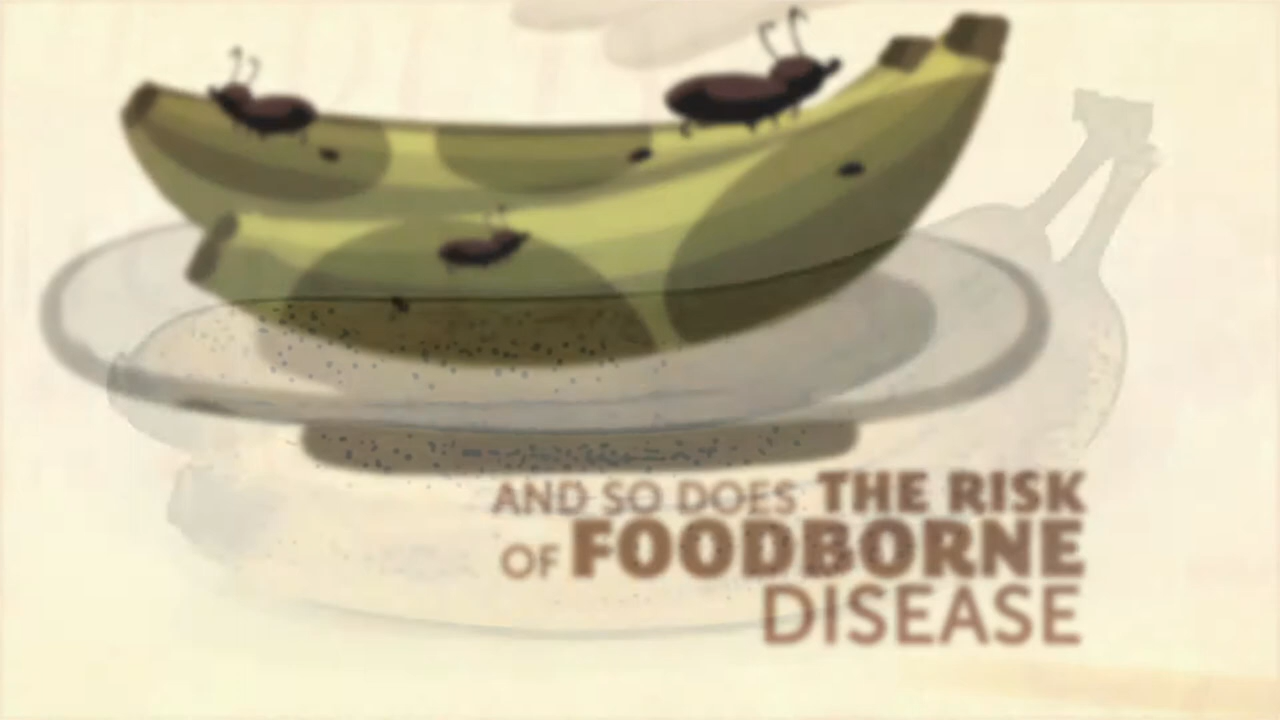 AND SO DOES THE RISK
OF FOODBORNE
DISEASE